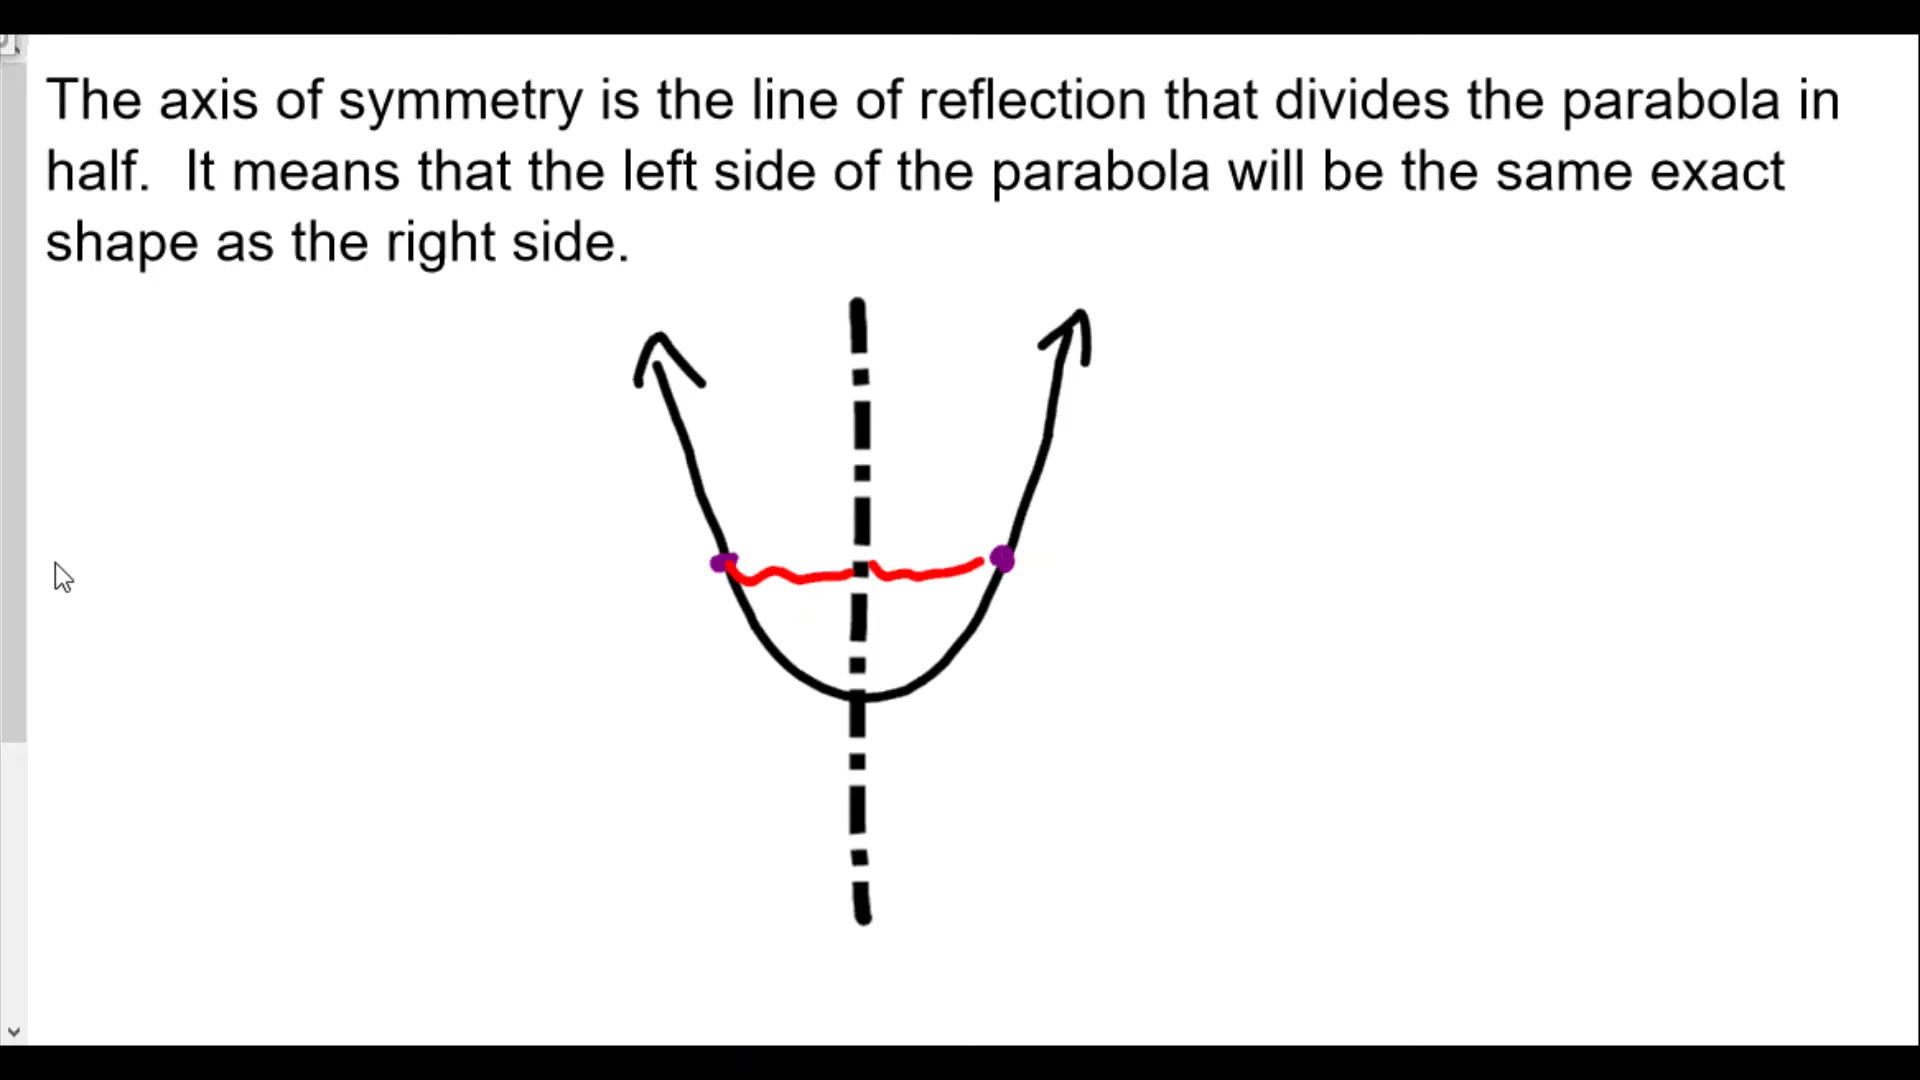 The axis of symmetry is the line of reflection that divides the parabola in
half.  It means that the left side of the parabola will be the same exact
shape as the right side.